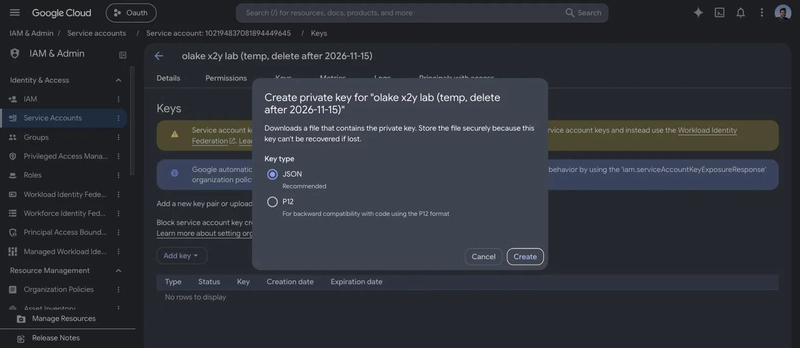 Google Cloud
Oauth
Search (/) for resources, docs, products, and more
Search
IAM & Admin / Service accounts / Service account: 102194837081894449645 / Keys
IAM & Admin
olake x2y lab (temp, delete after 2026-11-15)
Details
Permissions
Keys
Metrics
Logs
Principals with access
Identity & Access
IAM
Service Accounts
Groups
Privileged Access Mana...
Roles
Workload Identity Feder...
Workforce Identity Fed...
Principal Access Bound...
Managed Workload Ide...
Resource Management
Organization Policies
Asset Inventory
Manage Resources
Release Notes
Keys
Service account k
ervice account keys and instead use the Workload Identity
Federation
Google automatic
behavior by using the 'iam.serviceAccountKeyExposureResponse'
organization polic
Add a new key pair or upload
Block service account key cre
Learn more about setting org
Add key
Type
Status
Key
Creation date
Expiration date
No rows to display
Create private key for "olake x2y lab (temp, delete
after 2026-11-15)"
Downloads a file that contains the private key. Store the file securely because this
key can't be recovered if lost.
Key type
JSON
Recommended
P12
For backward compatibility with code using the P12 format
Cancel
Create